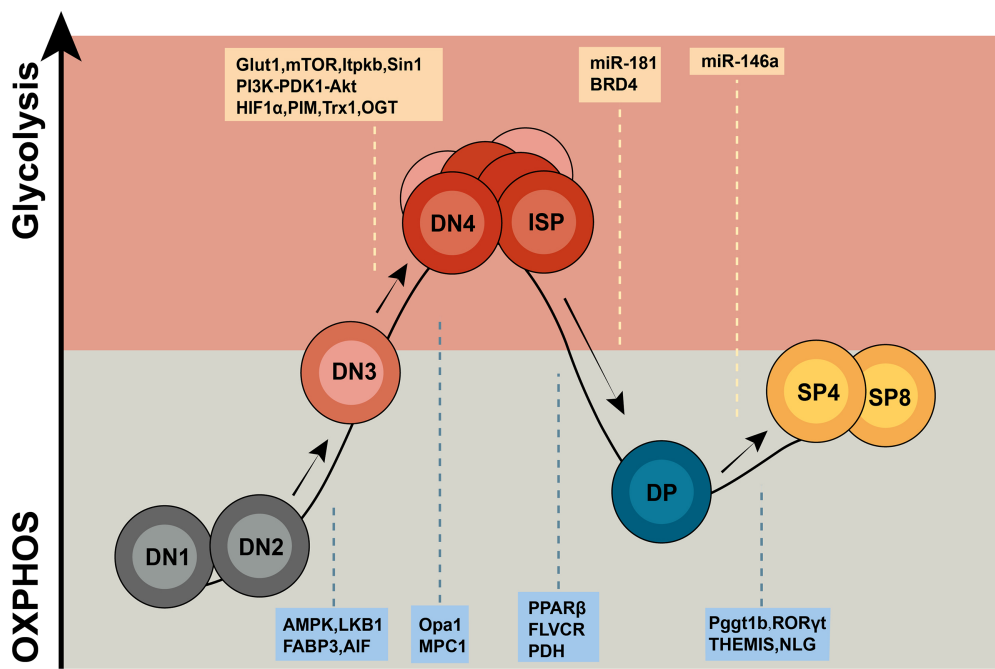 Glycolysis
OXPHOS
Glut1,mTOR,Itpkb,Sin1
PI3K-PDK1-Akt
HIF1α,PIM,Trx1,OGT
miR-181
BRD4
miR-146a
DN4
ISP
DN3
SP4
SP8
DP
DN1
DN2
AMPK,LKB1
FABP3,AIF
Opa1
MPC1
PPARβ
FLVCR
PDH
Pggt1b,RORγt
THEMIS,NLG